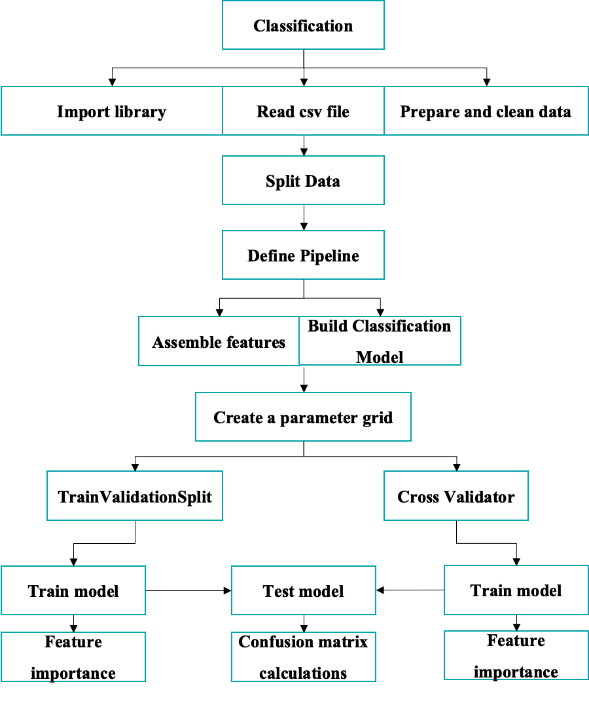 Classification
Import library
Read csv file
Prepare and clean data
Split Data
Define Pipeline
Assemble features
Build Classification
Model
Create a parameter grid
TrainValidationSplit
Cross Validator
Train model
Test model
Train model
Feature
importance
Confusion matrix
calculations
Feature
importance